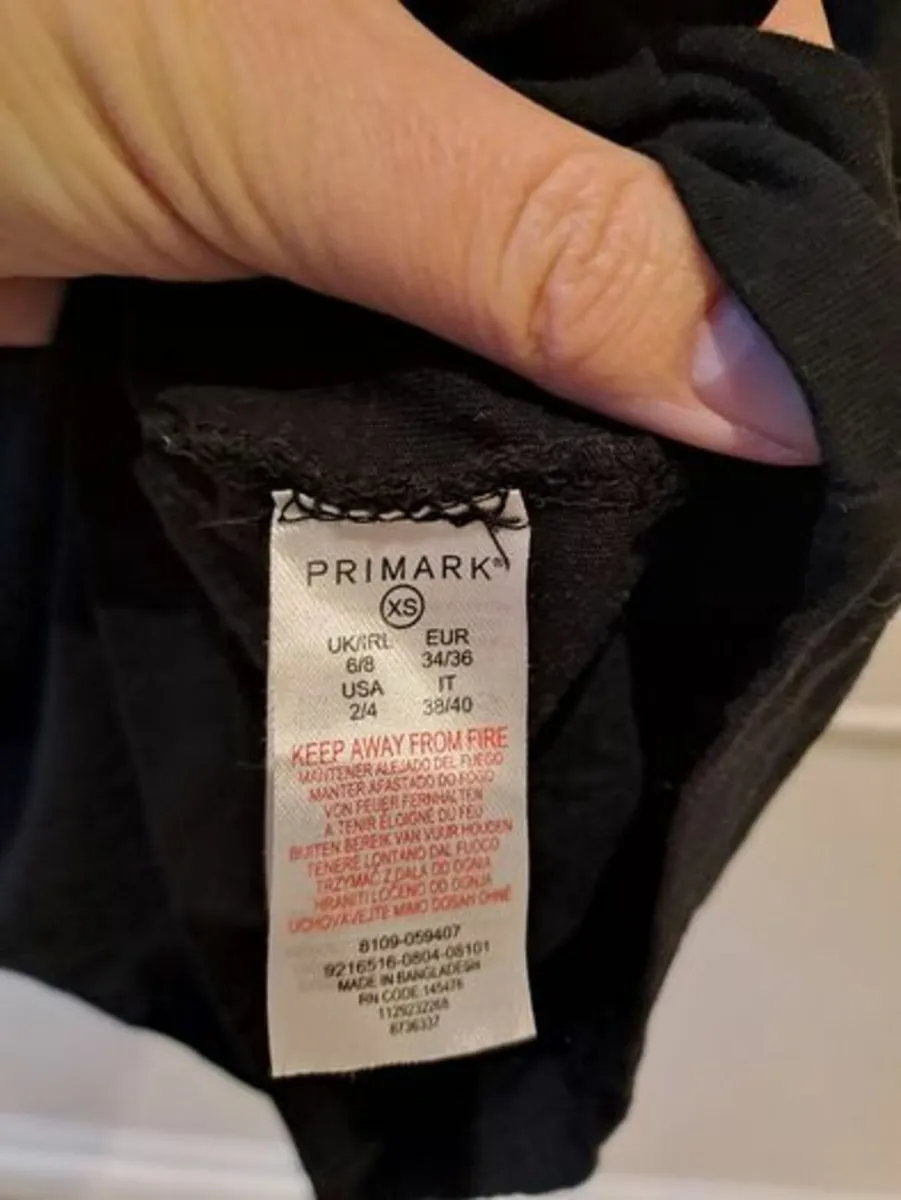 PRIMARK®
XS
UK/IRL EUR
6/8 34/36
USA IT
2/4 38/40
KEEP AWAY FROM FIRE
MANTENER ALEJADO DEL FUEGO
MANTER AFASTADO DO FOGO
VON FEUER FERNHALTEN
A TENIR ÉLOIGNÉ DU FEU
BUITEN BEREIK VAN VUUR HOUDEN
TENERE LONTANO DAL FUOCO
TRZYMAĆ Z DALA OD OGNIA
HRANITI LOČENO OD OGNJA
UCHOVÁVEJTE MIMO DOSAH OHNĚ
8109-059407
9216516-0804-08101
MADE IN BANGLADESH
RN CODE 145476
1129232268
8736337